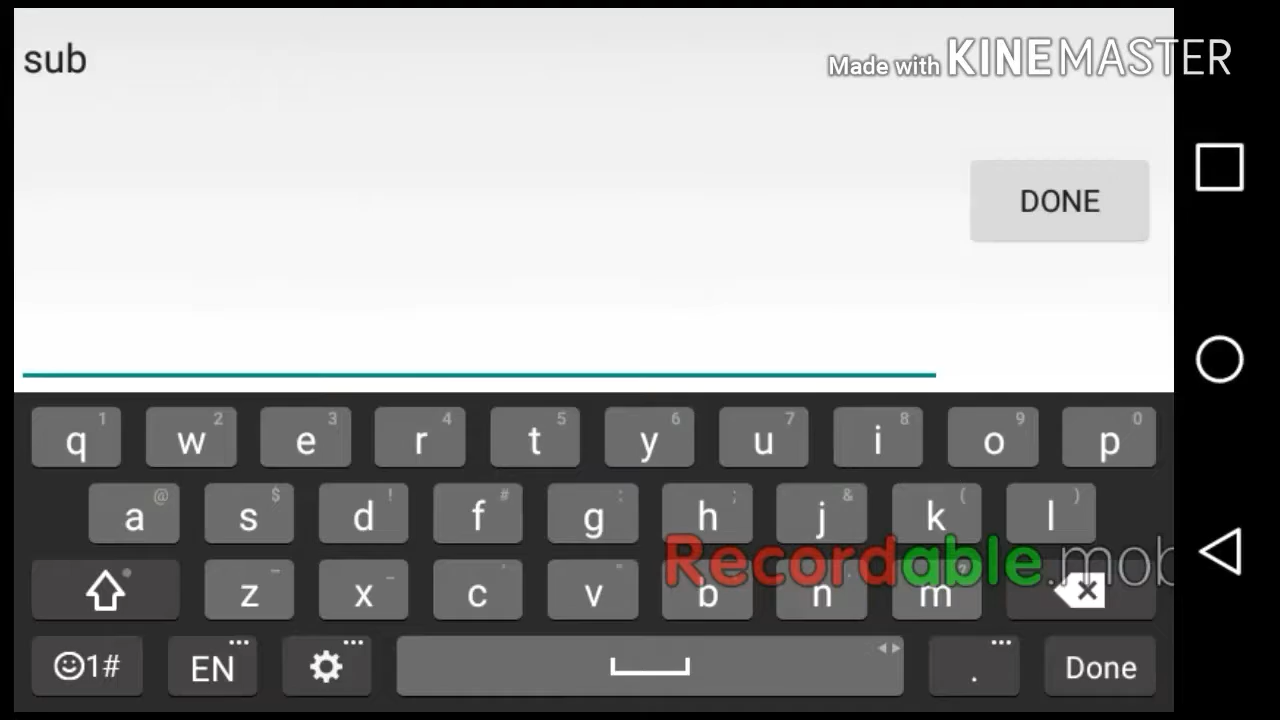 sub
Made with KINEMASTER
DONE
1 2 3 4 5 6 7 8 9 0
q w e r t y u i o p
@ $ ! # : ; & ( )
a s d f g h j k l
Recordable.mob
z x c v b n m
1# EN . Done